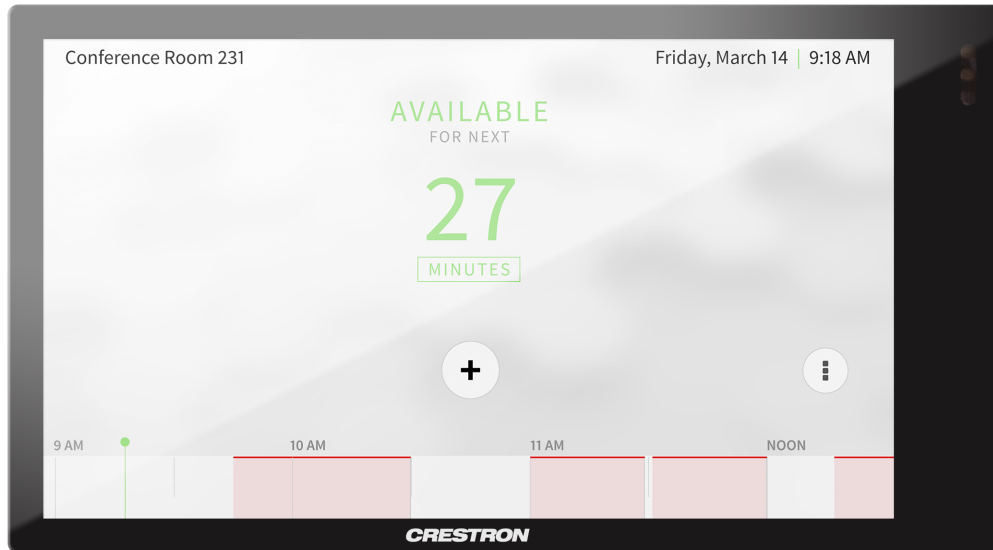 Conference Room 231
Friday, March 14 | 9:18 AM
AVAILABLE
FOR NEXT
27
MINUTES
9 AM
10 AM
11 AM
NOON
CRESTRON